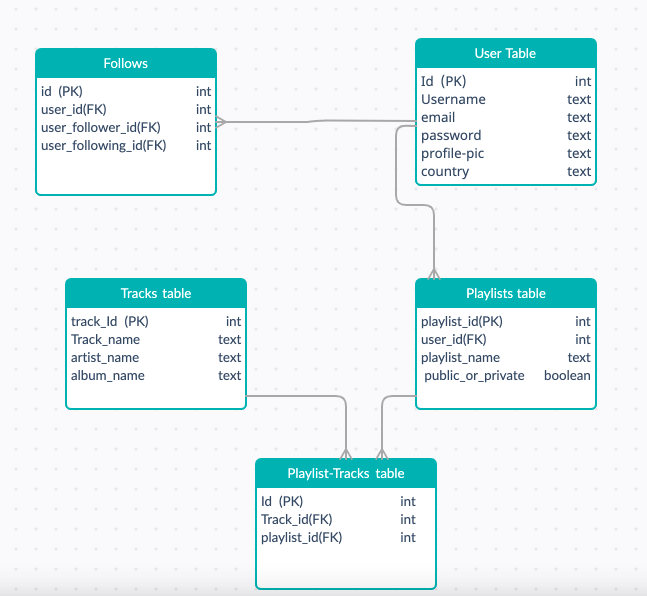 Follows
id (PK) int
user_id(FK) int
user_follower_id(FK) int
user_following_id(FK) int
User Table
Id (PK) int
Username text
email text
password text
profile-pic text
country text
Tracks table
track_Id (PK) int
Track_name text
artist_name text
album_name text
Playlists table
playlist_id(PK) int
user_id(FK) int
playlist_name text
public_or_private boolean
Playlist-Tracks table
Id (PK) int
Track_id(FK) int
playlist_id(FK) int